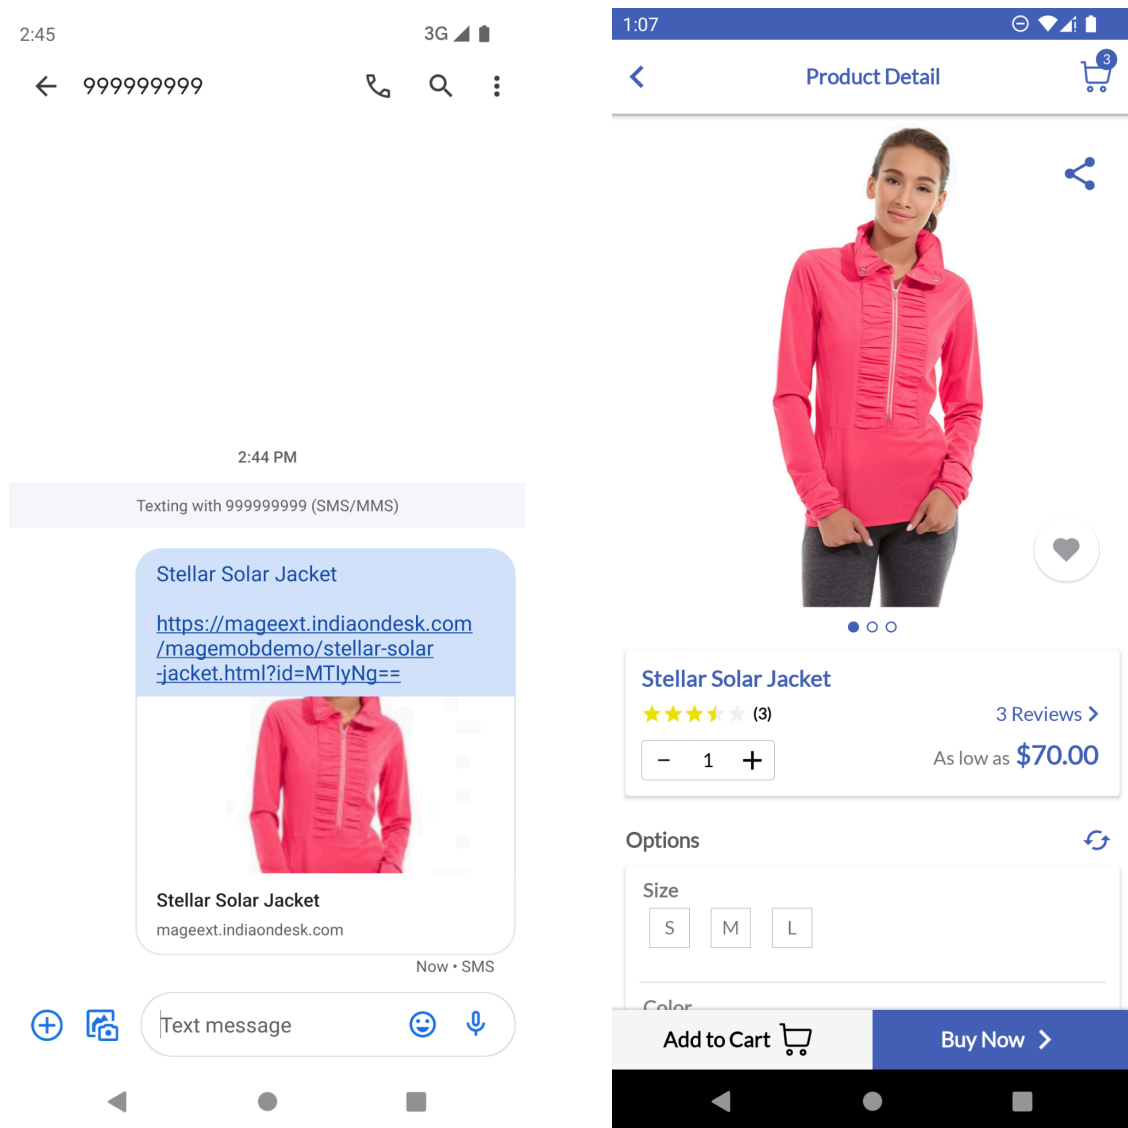 2:45
3G
999999999
2:44 PM
Texting with 999999999 (SMS/MMS)
Stellar Solar Jacket
https://mageext.indiaondesk.com
/magemobdemo/stellar-solar
-jacket.html?id=MTIyNg==
Stellar Solar Jacket
mageext.indiaondesk.com
Now • SMS
Text message
1:07
Product Detail
3
Stellar Solar Jacket
(3)
3 Reviews
1
As low as $70.00
Options
Size
S M L
Color
Add to Cart
Buy Now